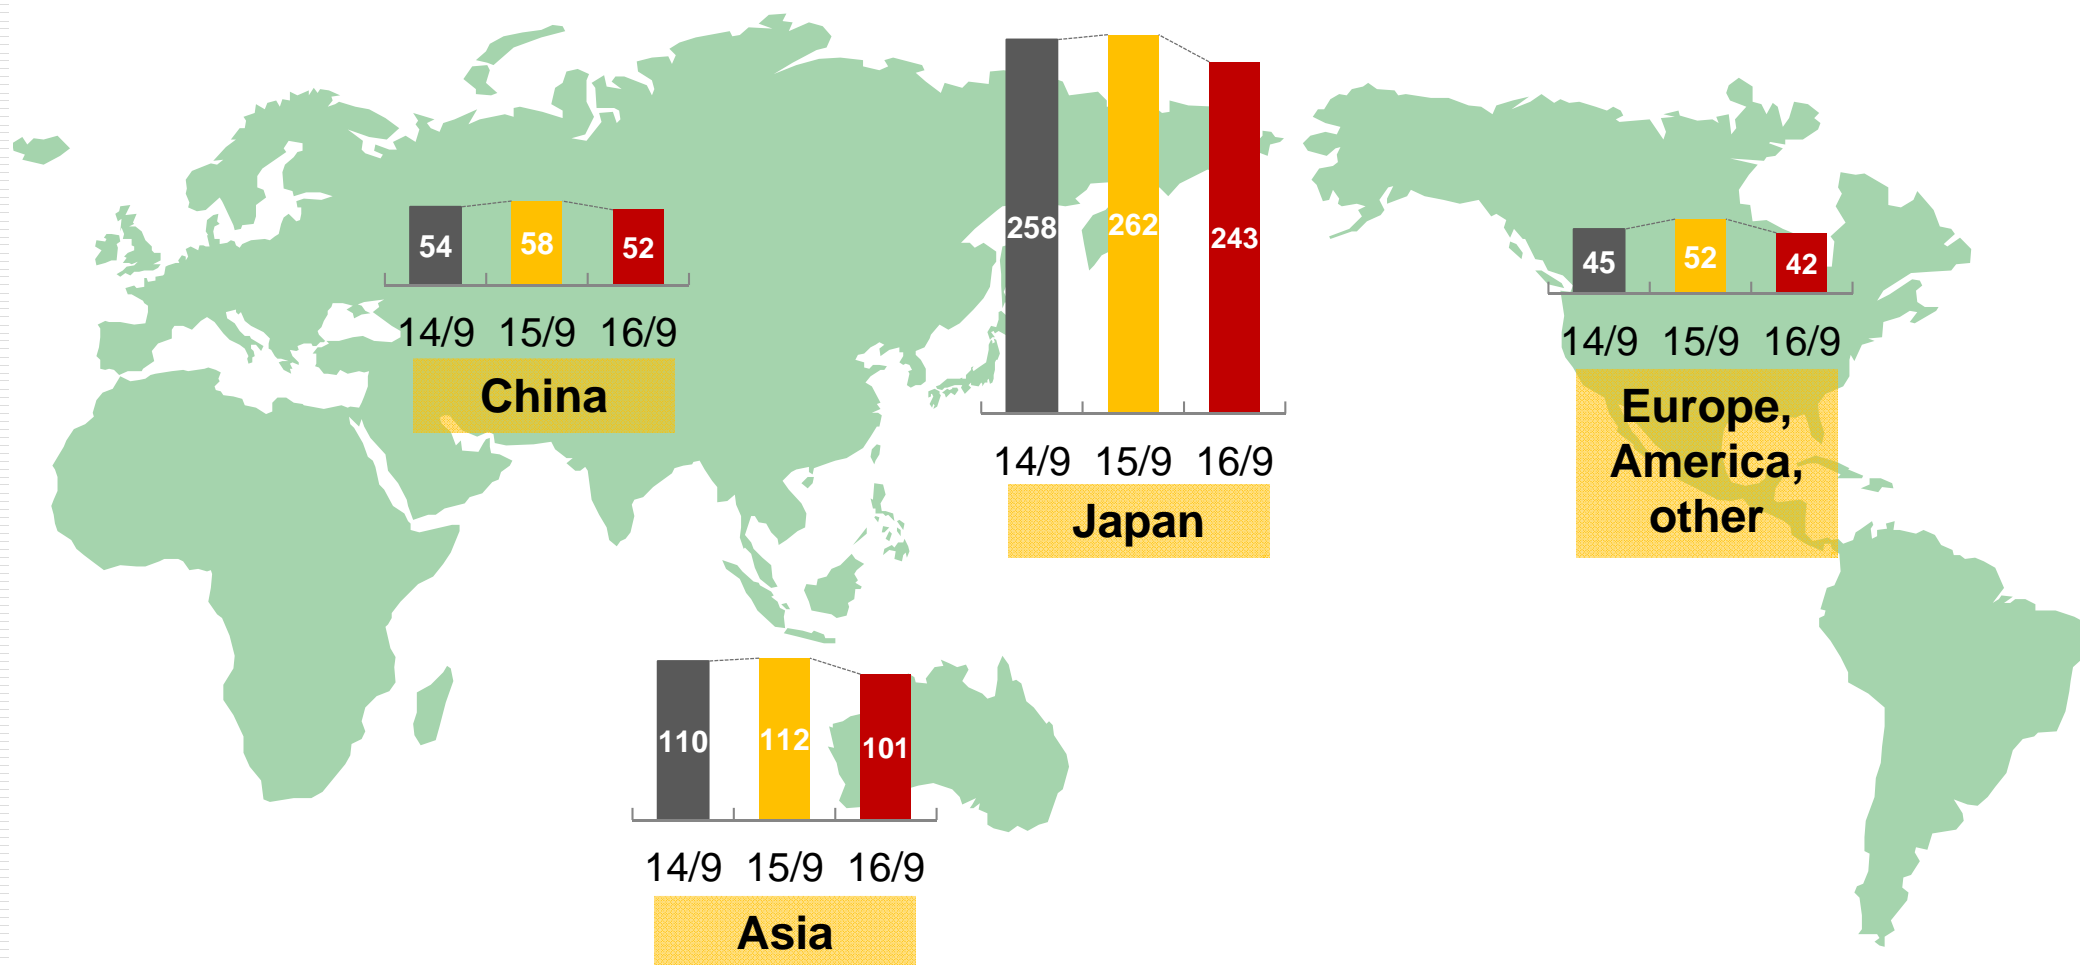 54 58 52
14/9 15/9 16/9
China
258 262 243
14/9 15/9 16/9
Japan
45 52 42
14/9 15/9 16/9
Europe,
America,
other
110 112 101
14/9 15/9 16/9
Asia